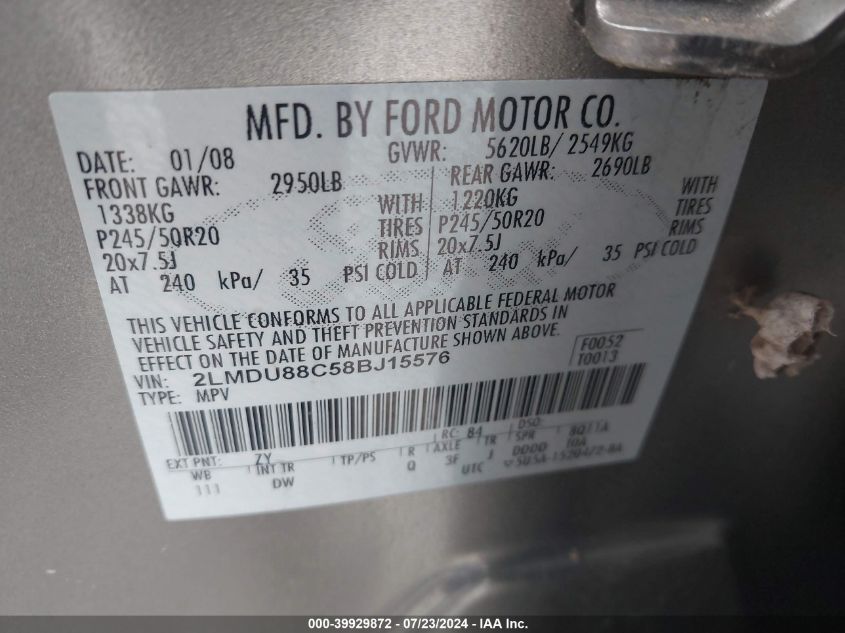 MFD. BY FORD MOTOR CO.
DATE: 01/08 GVWR: 5620LB/ 2549KG
FRONT GAWR: 2950LB REAR GAWR: 2690LB
1338KG WITH 1220KG WITH
P245/50R20 TIRES P245/50R20 TIRES
20x7.5J RIMS 20x7.5J RIMS
AT 240 kPa/ 35 PSI COLD AT 240 kPa/ 35 PSI COLD
THIS VEHICLE CONFORMS TO ALL APPLICABLE FEDERAL MOTOR
VEHICLE SAFETY AND THEFT PREVENTION STANDARDS IN
EFFECT ON THE DATE OF MANUFACTURE SHOWN ABOVE.
F0052
VIN: 2LMDU88C58BJ15576 T0013
TYPE: MPV
EXT PNT: ZY RC: 84 DSO:
WB INT TR TP/PS R AXLE TR SPR
111 DW Q 3F J DDDD
UTC
000-39929872 - 07/23/2024 - IAA Inc.